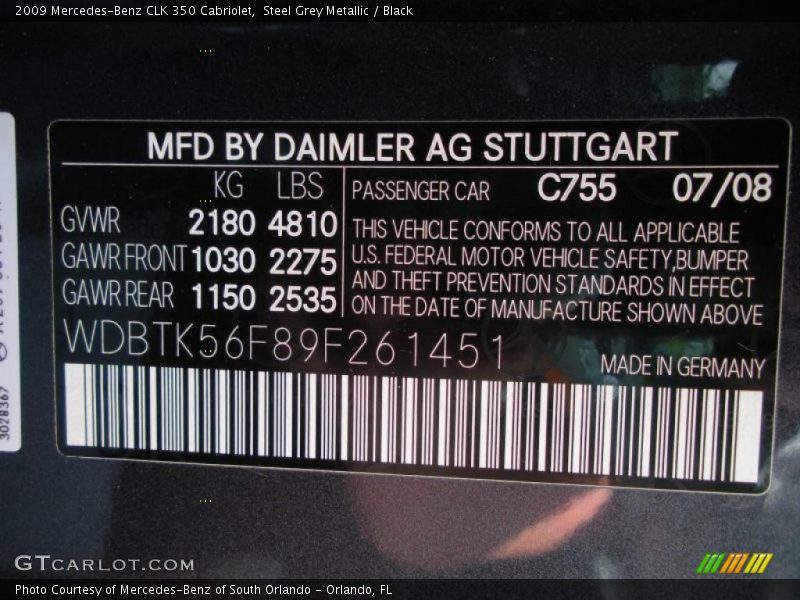 2009 Mercedes-Benz CLK 350 Cabriolet, Steel Grey Metallic / Black
MFD BY DAIMLER AG STUTTGART
KG LBS
GVWR 2180 4810
GAWR FRONT 1030 2275
GAWR REAR 1150 2535
PASSENGER CAR C755 07/08
THIS VEHICLE CONFORMS TO ALL APPLICABLE
U.S. FEDERAL MOTOR VEHICLE SAFETY,BUMPER
AND THEFT PREVENTION STANDARDS IN EFFECT
ON THE DATE OF MANUFACTURE SHOWN ABOVE
WDBTK56F89F261451
MADE IN GERMANY
3028367
GTCARLOT.COM
Photo Courtesy of Mercedes-Benz of South Orlando - Orlando, FL